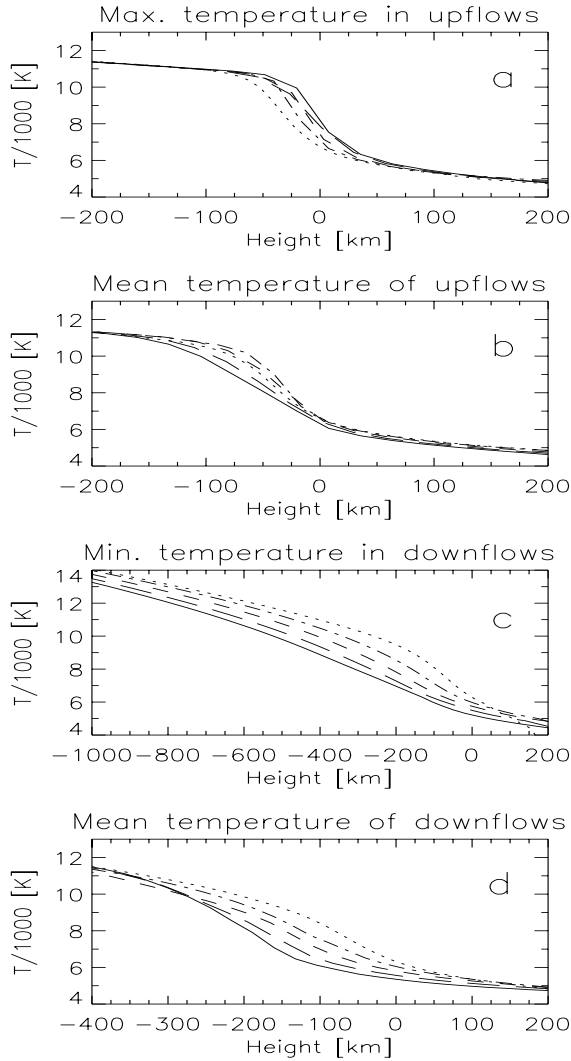 Max. temperature in upflows
12
10
8
6
4
T/1000 [K]
a
−200 −100 0 100 200
Height [km]
Mean temperature of upflows
12
10
8
6
4
T/1000 [K]
b
−200 −100 0 100 200
Height [km]
Min. temperature in downflows
14
12
10
8
6
4
T/1000 [K]
c
−1000 −800 −600 −400 −200 0 200
Height [km]
Mean temperature of downflows
12
10
8
6
4
T/1000 [K]
d
−400 −300 −200 −100 0 100 200
Height [km]